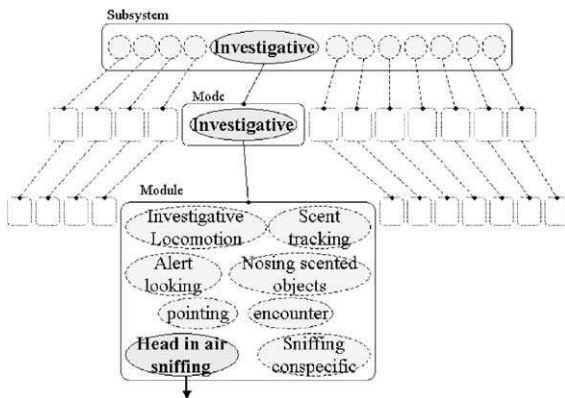 Subsystem
Investigative
Mode
Investigative
Module
Investigative Scent
Locomotion tracking
Alert Nosing scented
looking objects
pointing encounter
Head in air Sniffing
sniffing conspecific